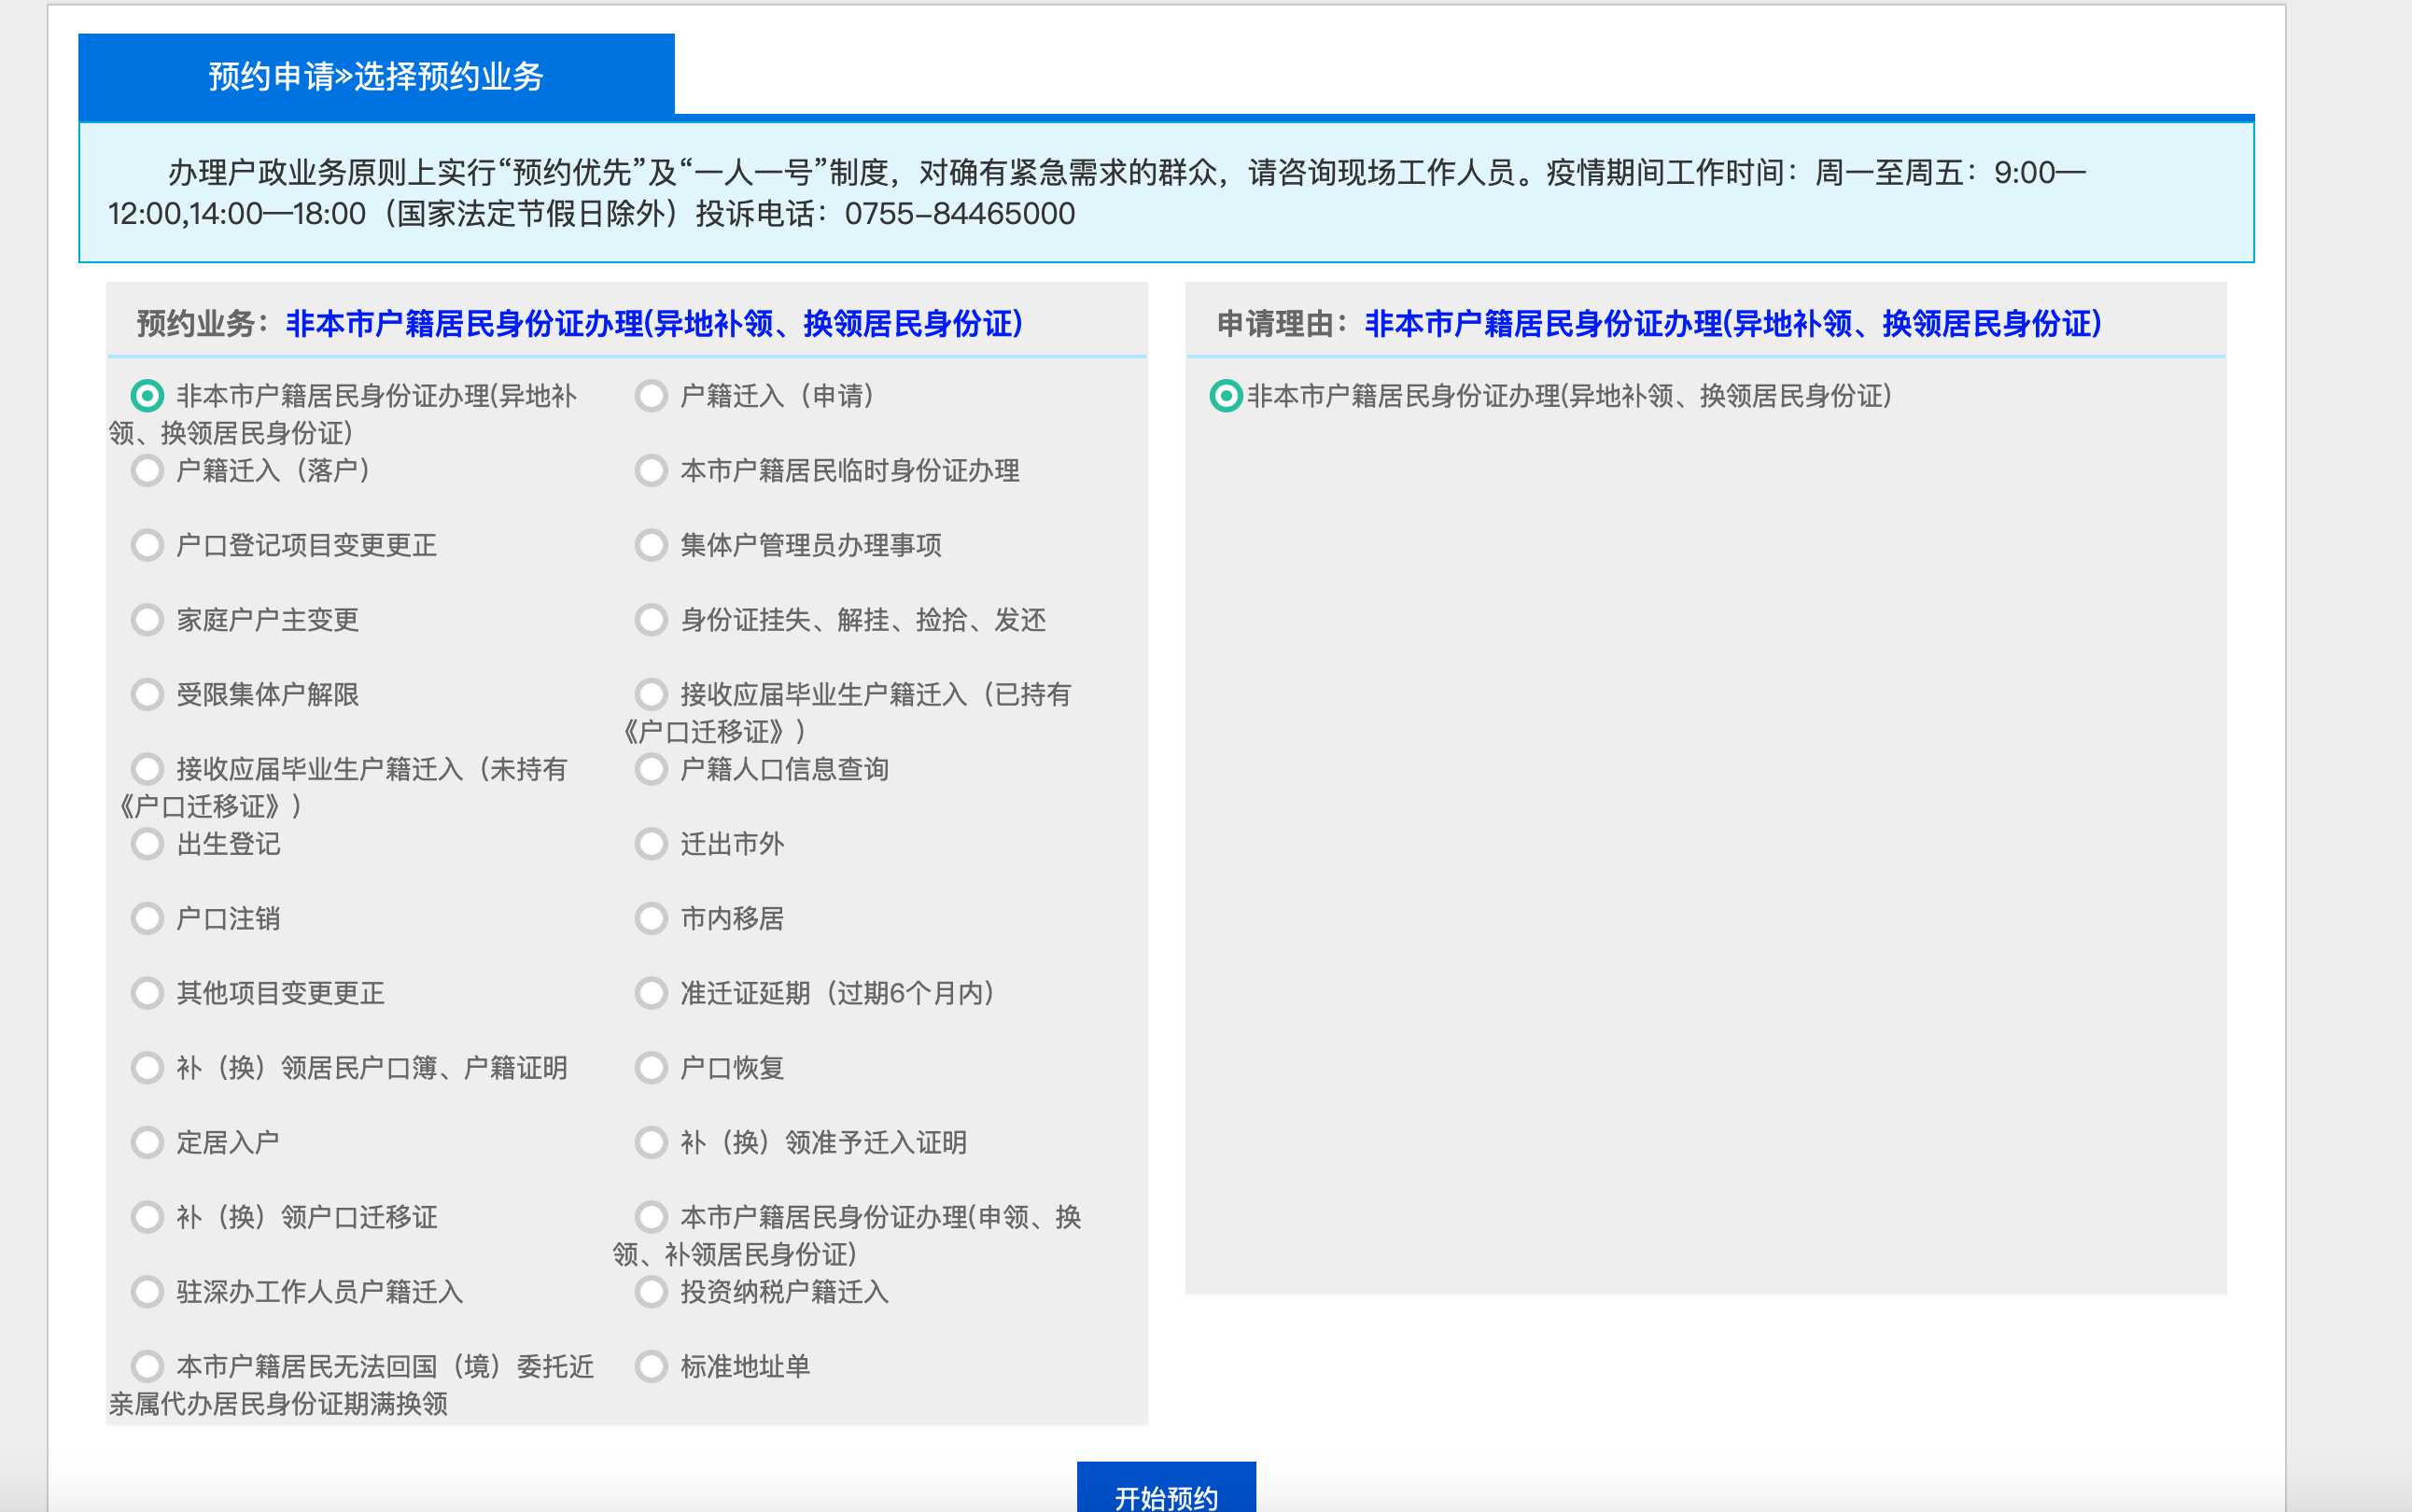 预约申请»选择预约业务
办理户政业务原则上实行“预约优先”及“一人一号”制度，对确有紧急需求的群众，请咨询现场工作人员。疫情期间工作时间：周一至周五：9:00—
12:00,14:00—18:00（国家法定节假日除外）投诉电话：0755-84465000
预约业务：非本市户籍居民身份证办理(异地补领、换领居民身份证)
非本市户籍居民身份证办理(异地补
领、换领居民身份证)
户籍迁入（申请）
户籍迁入（落户）
本市户籍居民临时身份证办理
户口登记项目变更更正
集体户管理员办理事项
家庭户户主变更
身份证挂失、解挂、捡拾、发还
受限集体户解限
接收应届毕业生户籍迁入（已持有
《户口迁移证》）
接收应届毕业生户籍迁入（未持有
《户口迁移证》）
户籍人口信息查询
出生登记
迁出市外
户口注销
市内移居
其他项目变更更正
准迁证延期（过期6个月内）
补（换）领居民户口簿、户籍证明
户口恢复
定居入户
补（换）领准予迁入证明
补（换）领户口迁移证
本市户籍居民身份证办理(申领、换
领、补领居民身份证)
驻深办工作人员户籍迁入
投资纳税户籍迁入
本市户籍居民无法回国（境）委托近
亲属代办居民身份证期满换领
标准地址单
申请理由：非本市户籍居民身份证办理(异地补领、换领居民身份证)
非本市户籍居民身份证办理(异地补领、换领居民身份证)
开始预约